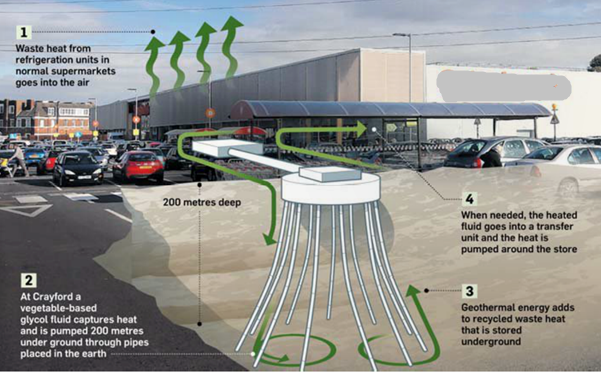 1
Waste heat from
refrigeration units in
normal supermarkets
goes into the air
200 metres deep
4
When needed, the heated
fluid goes into a transfer
unit and the heat is
pumped around the store
2
At Crayford a
vegetable-based
glycol fluid captures heat
and is pumped 200 metres
under ground through pipes
placed in the earth
3
Geothermal energy adds
to recycled waste heat
that is stored
underground